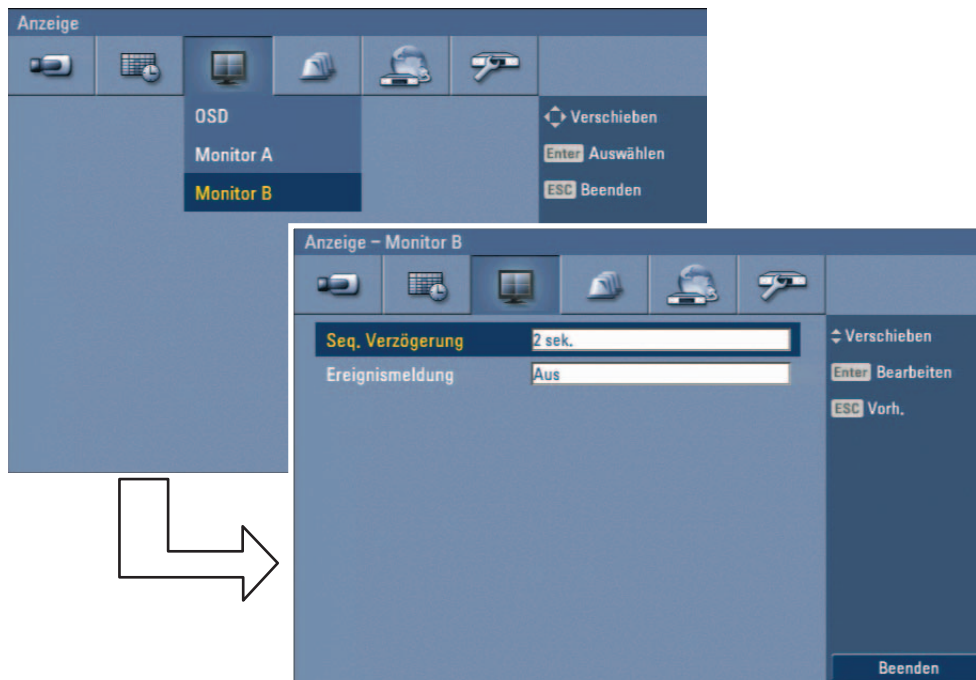 Anzeige
OSD
Monitor A
Monitor B
Verschieben
Enter Auswählen
ESC Beenden
Anzeige – Monitor B
Seq. Verzögerung 2 sek.
Ereignismeldung Aus
Verschieben
Enter Bearbeiten
ESC Vorh.
Beenden